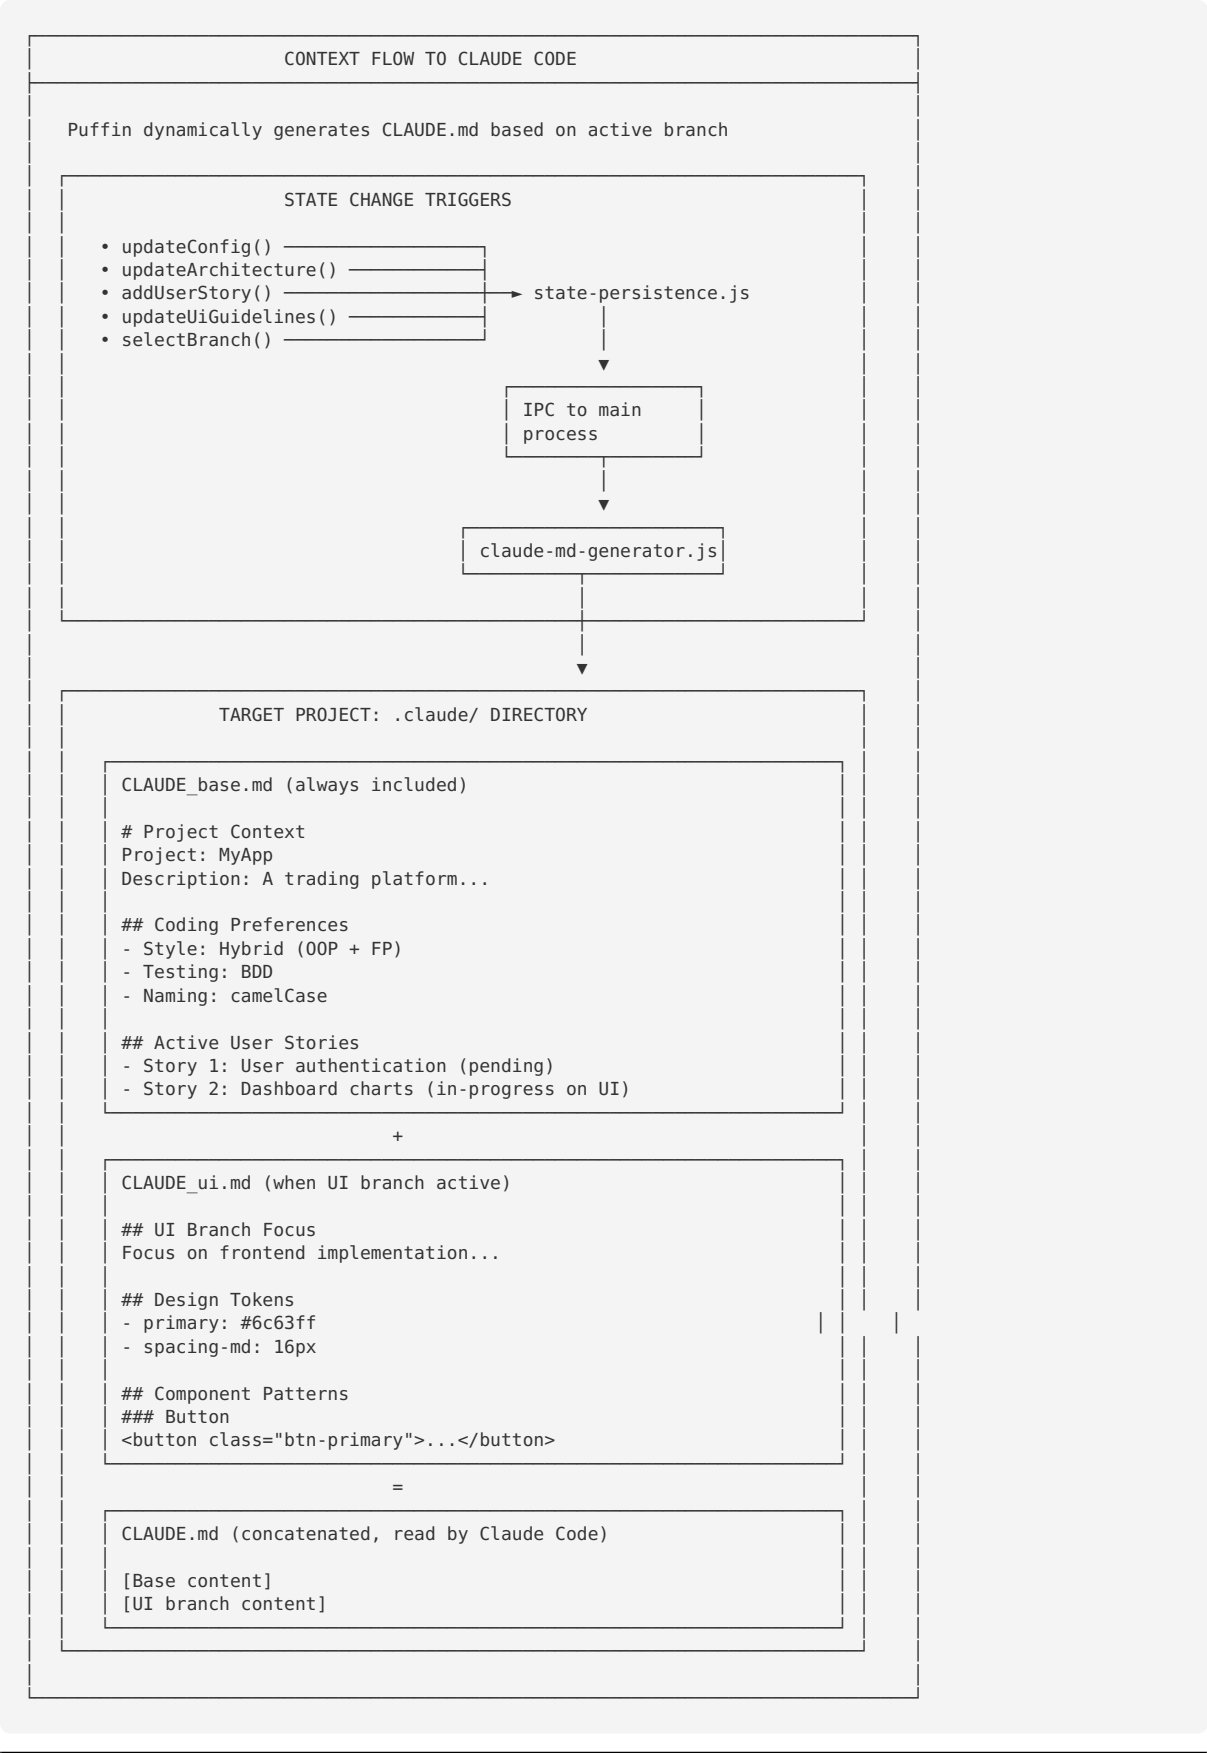 CONTEXT FLOW TO CLAUDE CODE
Puffin dynamically generates CLAUDE.md based on active branch
STATE CHANGE TRIGGERS
• updateConfig()
• updateArchitecture()
• addUserStory() ► state-persistence.js
• updateUiGuidelines()
• selectBranch()
▼
IPC to main
process
▼
claude-md-generator.js
▼
TARGET PROJECT: .claude/ DIRECTORY
CLAUDE_base.md (always included)
# Project Context
Project: MyApp
Description: A trading platform...
## Coding Preferences
- Style: Hybrid (OOP + FP)
- Testing: BDD
- Naming: camelCase
## Active User Stories
- Story 1: User authentication (pending)
- Story 2: Dashboard charts (in-progress on UI)
+
CLAUDE_ui.md (when UI branch active)
## UI Branch Focus
Focus on frontend implementation...
## Design Tokens
- primary: #6c63ff
- spacing-md: 16px
## Component Patterns
### Button
<button class="btn-primary">...</button>
=
CLAUDE.md (concatenated, read by Claude Code)
[Base content]
[UI branch content]